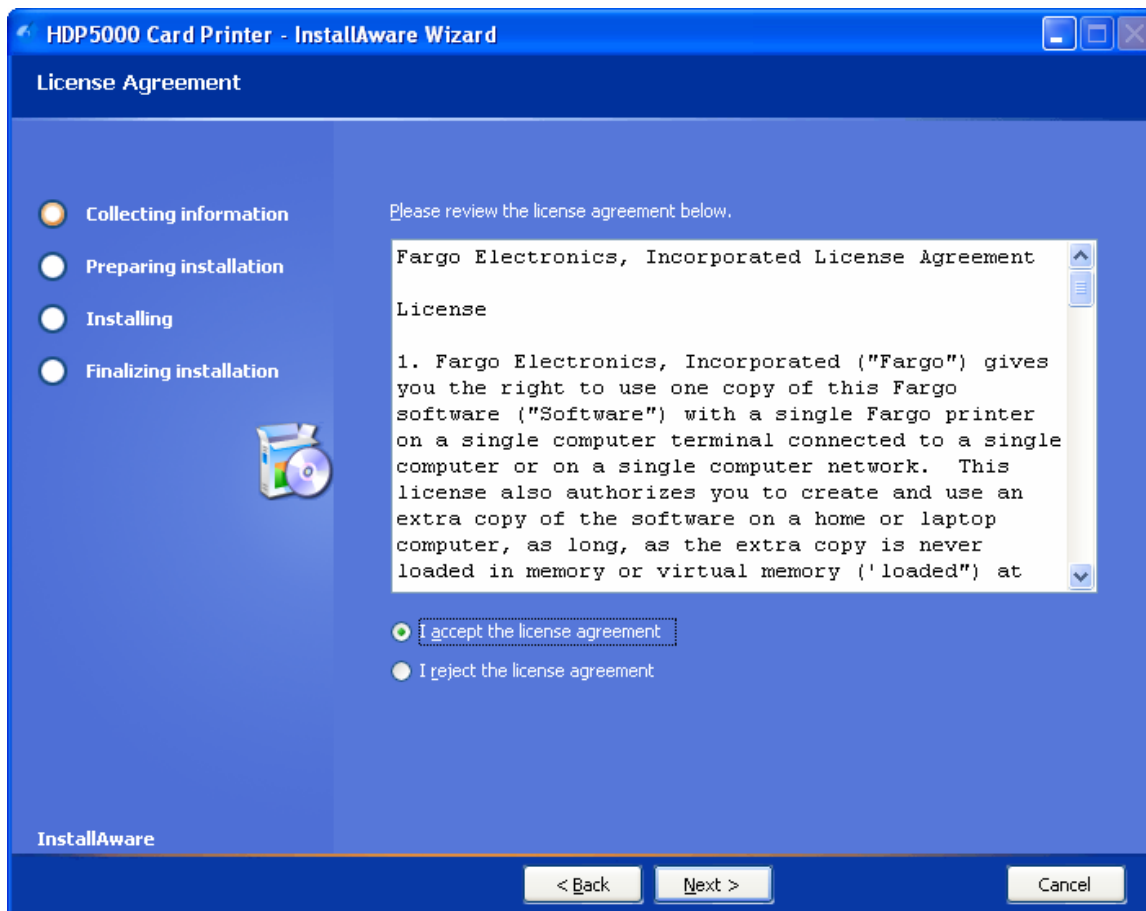 HDP5000 Card Printer - InstallAware Wizard
License Agreement
Collecting information
Preparing installation
Installing
Finalizing installation
Please review the license agreement below.
Fargo Electronics, Incorporated License Agreement
License
1. Fargo Electronics, Incorporated ("Fargo") gives
you the right to use one copy of this Fargo
software ("Software") with a single Fargo printer
on a single computer terminal connected to a single
computer or on a single computer network.  This
license also authorizes you to create and use an
extra copy of the software on a home or laptop
computer, as long, as the extra copy is never
loaded in memory or virtual memory ('loaded") at
I accept the license agreement
I reject the license agreement
InstallAware
< Back
Next >
Cancel